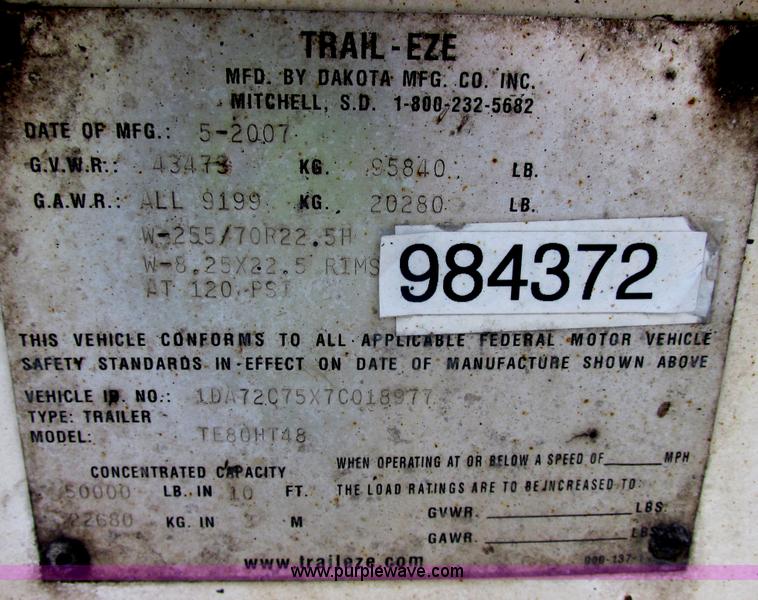 TRAIL-EZE
MFD. BY DAKOTA MFG. CO. INC.
MITCHELL, S.D. 1-800-232-5682
DATE OF MFG.: 5-2007
G.V.W.R: 43473 KG. 95840 LB.
G.A.W.R.: ALL 9199 KG. 20280 LB.
W-255/70R22.5H
W-8.25X22.5 RIMS
AT 120 PSI
984372
THIS VEHICLE CONFORMS TO ALL APPLICABLE FEDERAL MOTOR VEHICLE
SAFETY STANDARDS IN EFFECT ON DATE OF MANUFACTURE SHOWN ABOVE
VEHICLE ID. NO.: 1DA72C75X7C018977
TYPE: TRAILER
MODEL: TE80HT48
CONCENTRATED CAPACITY
50000 LB. IN 10 FT.
22680 KG. IN 3 M
WHEN OPERATING AT OR BELOW A SPEED OF MPH
THE LOAD RATINGS ARE TO BE INCREASED TO:
GVWR. LBS.
GAWR. LBS.
www.traileze.com
www.purplewave.com